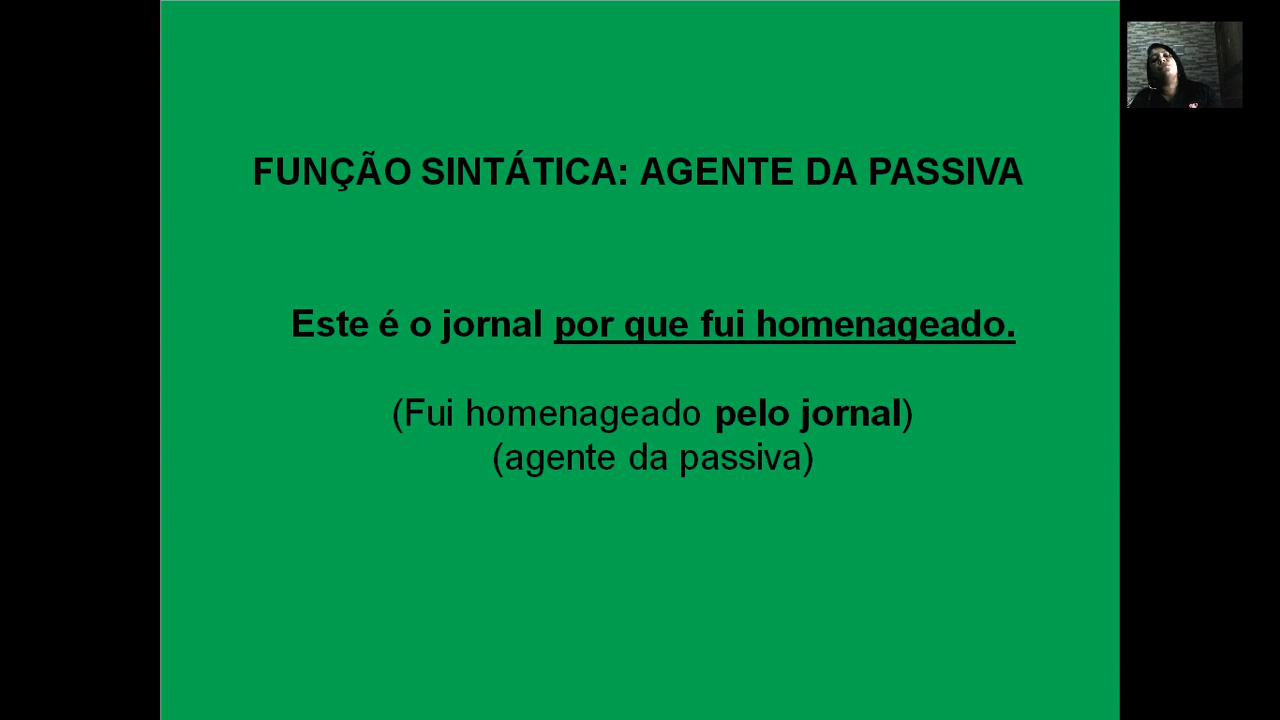 FUNÇÃO SINTÁTICA: AGENTE DA PASSIVA
Este é o jornal por que fui homenageado.
(Fui homenageado pelo jornal)
(agente da passiva)